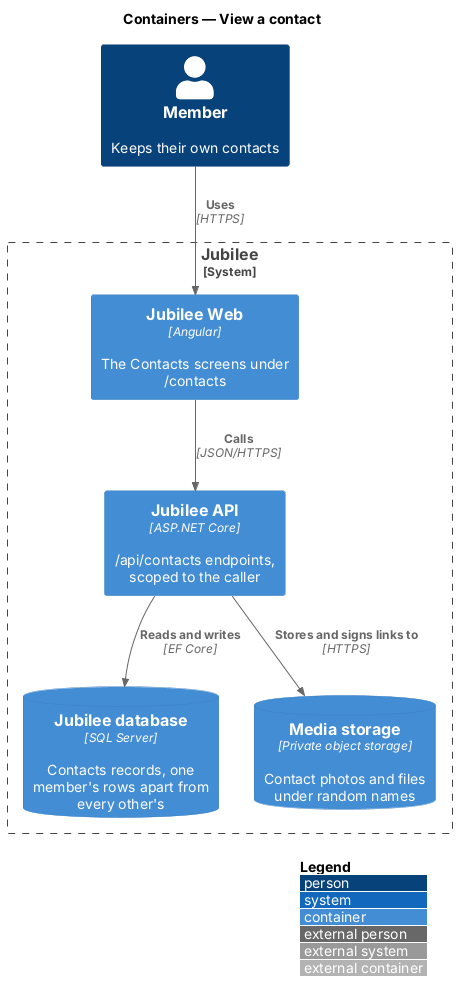 Containers — View a contact
Member
Keeps their own contacts
Uses
[HTTPS]
Jubilee
[System]
Jubilee Web
[Angular]
The Contacts screens under
/contacts
Calls
[JSON/HTTPS]
Jubilee API
[ASP.NET Core]
/api/contacts endpoints,
scoped to the caller
Reads and writes
[EF Core]
Stores and signs links to
[HTTPS]
Jubilee database
[SQL Server]
Contacts records, one
member's rows apart from
every other's
Media storage
[Private object storage]
Contact photos and files
under random names
Legend
person
system
container
external person
external system
external container